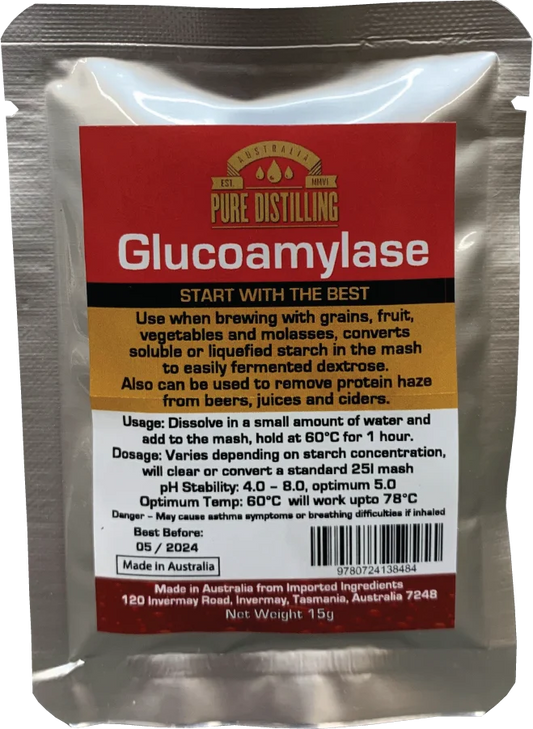 AUSTRALIA
EST. MMVI
PURE DISTILLING
Glucoamylase
START WITH THE BEST
Use when brewing with grains, fruit,
vegetables and molasses, converts
soluble or liquefied starch in the mash
to easily fermented dextrose.
Also can be used to remove protein haze
from beers, juices and ciders.
Usage: Dissolve in a small amount of water and
add to the mash, hold at 60°C for 1 hour.
Dosage: Varies depending on starch concentration,
will clear or convert a standard 25l mash
pH Stability: 4.0 – 8.0, optimum 5.0
Optimum Temp: 60°C will work upto 78°C
Danger – May cause asthma symptoms or breathing difficulties if inhaled
Best Before:
05 / 2024
Made in Australia
9780724138484
Made in Australia from Imported Ingredients
120 Invermay Road, Invermay, Tasmania, Australia 7248
Net Weight 15g